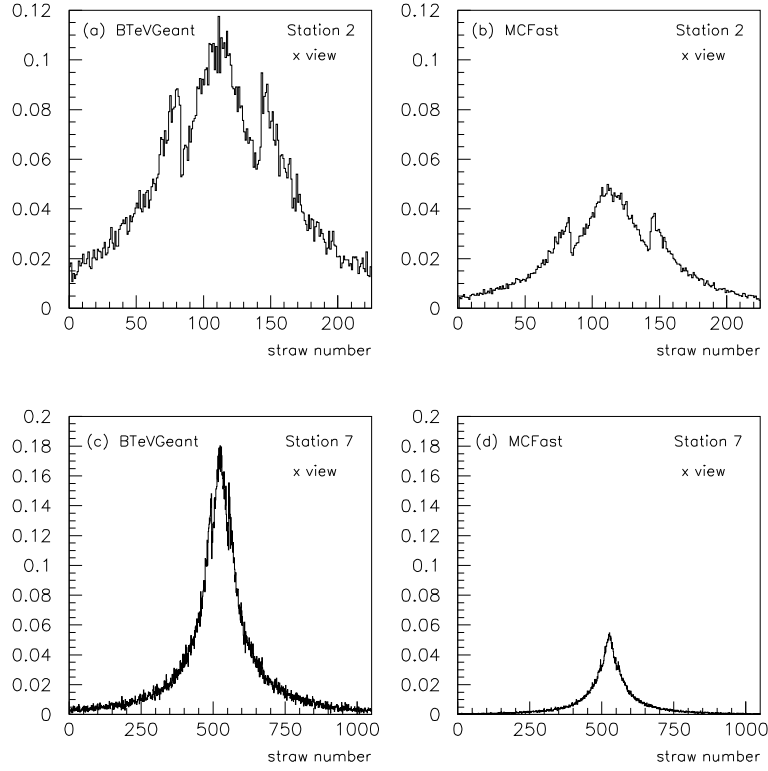 (a) BTeVGeant Station 2
x view
0.12
0.1
0.08
0.06
0.04
0.02
0
0 50 100 150 200
straw number
(b) MCFast Station 2
x view
0.12
0.1
0.08
0.06
0.04
0.02
0
0 50 100 150 200
straw number
(c) BTeVGeant Station 7
x view
0.2
0.18
0.16
0.14
0.12
0.1
0.08
0.06
0.04
0.02
0
0 250 500 750 1000
straw number
(d) MCFast Station 7
x view
0.2
0.18
0.16
0.14
0.12
0.1
0.08
0.06
0.04
0.02
0
0 250 500 750 1000
straw number